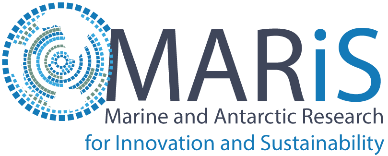 MARiS
Marine and Antarctic Research
for Innovation and Sustainability